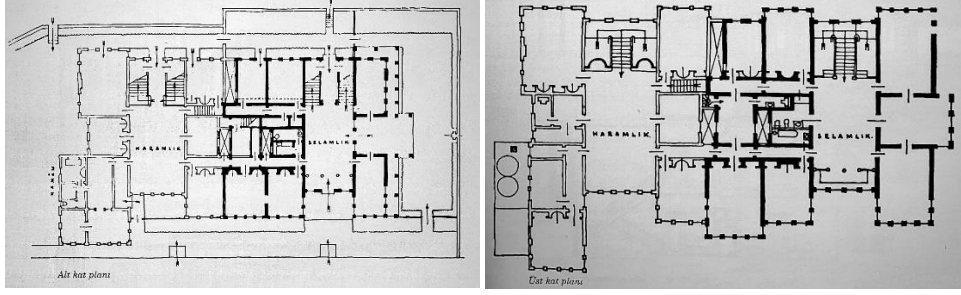 HARAMLIK
SELAMLIK
HAMAM
Alt kat planı
HARAMLIK.
SELAMLIK.
Üst kat planı